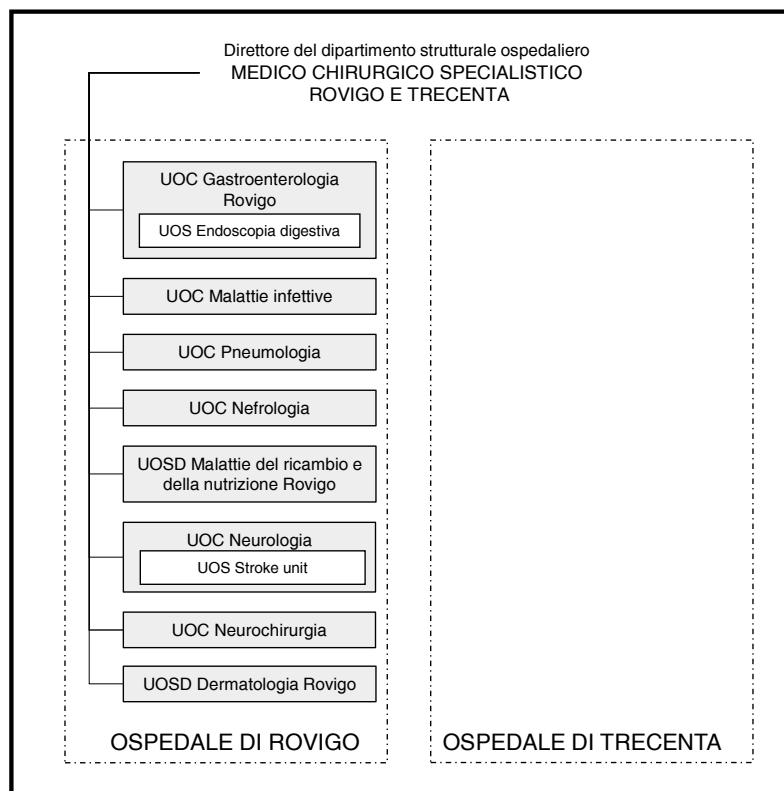 Direttore del dipartimento strutturale ospedaliero
MEDICO CHIRURGICO SPECIALISTICO
ROVIGO E TRECENTA
UOC Gastroenterologia
Rovigo
UOS Endoscopia digestiva
UOC Malattie infettive
UOC Pneumologia
UOC Nefrologia
UOSD Malattie del ricambio e
della nutrizione Rovigo
UOC Neurologia
UOS Stroke unit
UOC Neurochirurgia
UOSD Dermatologia Rovigo
OSPEDALE DI ROVIGO
OSPEDALE DI TRECENTA